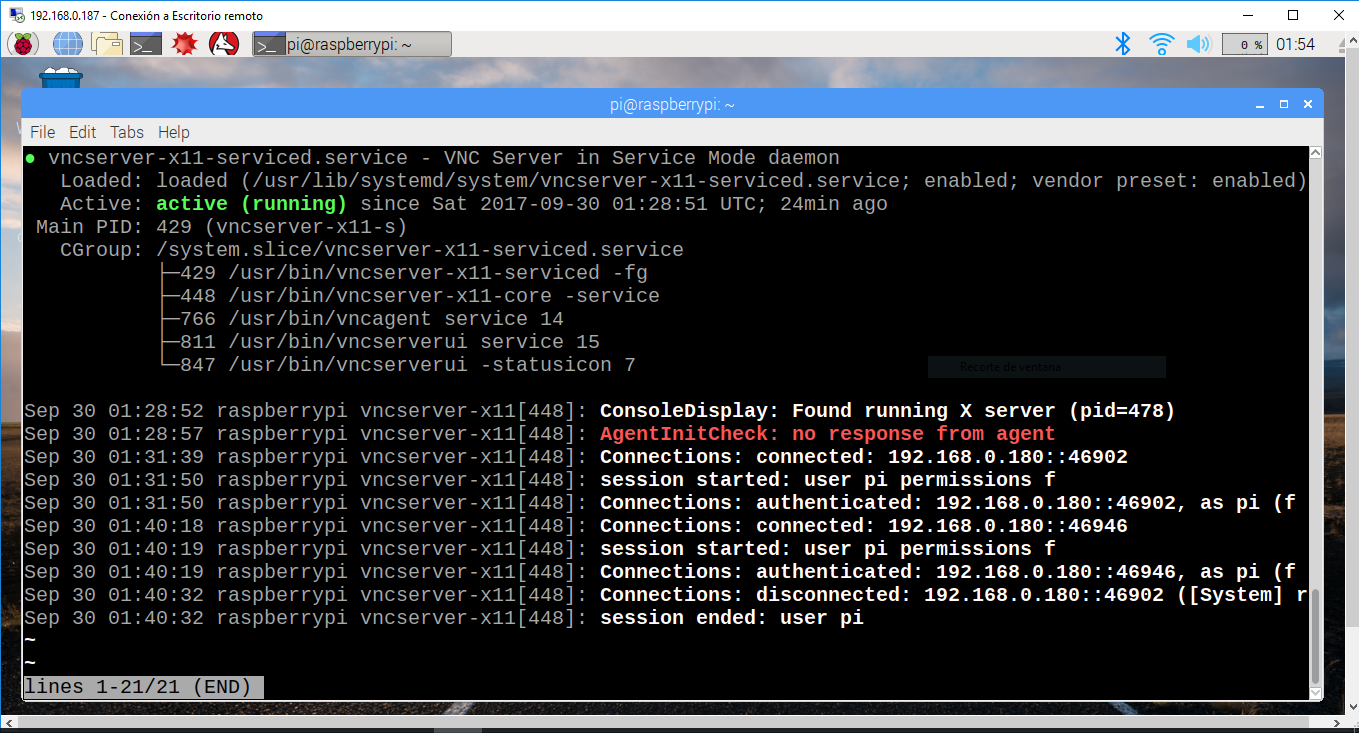 192.168.0.187 - Conexión a Escritorio remoto
pi@raspberrypi: ~
0 %
01:54
pi@raspberrypi: ~
File Edit Tabs Help
● vncserver-x11-serviced.service - VNC Server in Service Mode daemon
Loaded: loaded (/usr/lib/systemd/system/vncserver-x11-serviced.service; enabled; vendor preset: enabled)
Active: active (running) since Sat 2017-09-30 01:28:51 UTC; 24min ago
Main PID: 429 (vncserver-x11-s)
CGroup: /system.slice/vncserver-x11-serviced.service
├─429 /usr/bin/vncserver-x11-serviced -fg
├─448 /usr/bin/vncserver-x11-core -service
├─766 /usr/bin/vncagent service 14
├─811 /usr/bin/vncserverui service 15
└─847 /usr/bin/vncserverui -statusicon 7
Recorte de ventana
Sep 30 01:28:52 raspberrypi vncserver-x11[448]: ConsoleDisplay: Found running X server (pid=478)
Sep 30 01:28:57 raspberrypi vncserver-x11[448]: AgentInitCheck: no response from agent
Sep 30 01:31:39 raspberrypi vncserver-x11[448]: Connections: connected: 192.168.0.180::46902
Sep 30 01:31:50 raspberrypi vncserver-x11[448]: session started: user pi permissions f
Sep 30 01:31:50 raspberrypi vncserver-x11[448]: Connections: authenticated: 192.168.0.180::46902, as pi (f
Sep 30 01:40:18 raspberrypi vncserver-x11[448]: Connections: connected: 192.168.0.180::46946
Sep 30 01:40:19 raspberrypi vncserver-x11[448]: session started: user pi permissions f
Sep 30 01:40:19 raspberrypi vncserver-x11[448]: Connections: authenticated: 192.168.0.180::46946, as pi (f
Sep 30 01:40:32 raspberrypi vncserver-x11[448]: Connections: disconnected: 192.168.0.180::46902 ([System] r
Sep 30 01:40:32 raspberrypi vncserver-x11[448]: session ended: user pi
~
~
lines 1-21/21 (END)